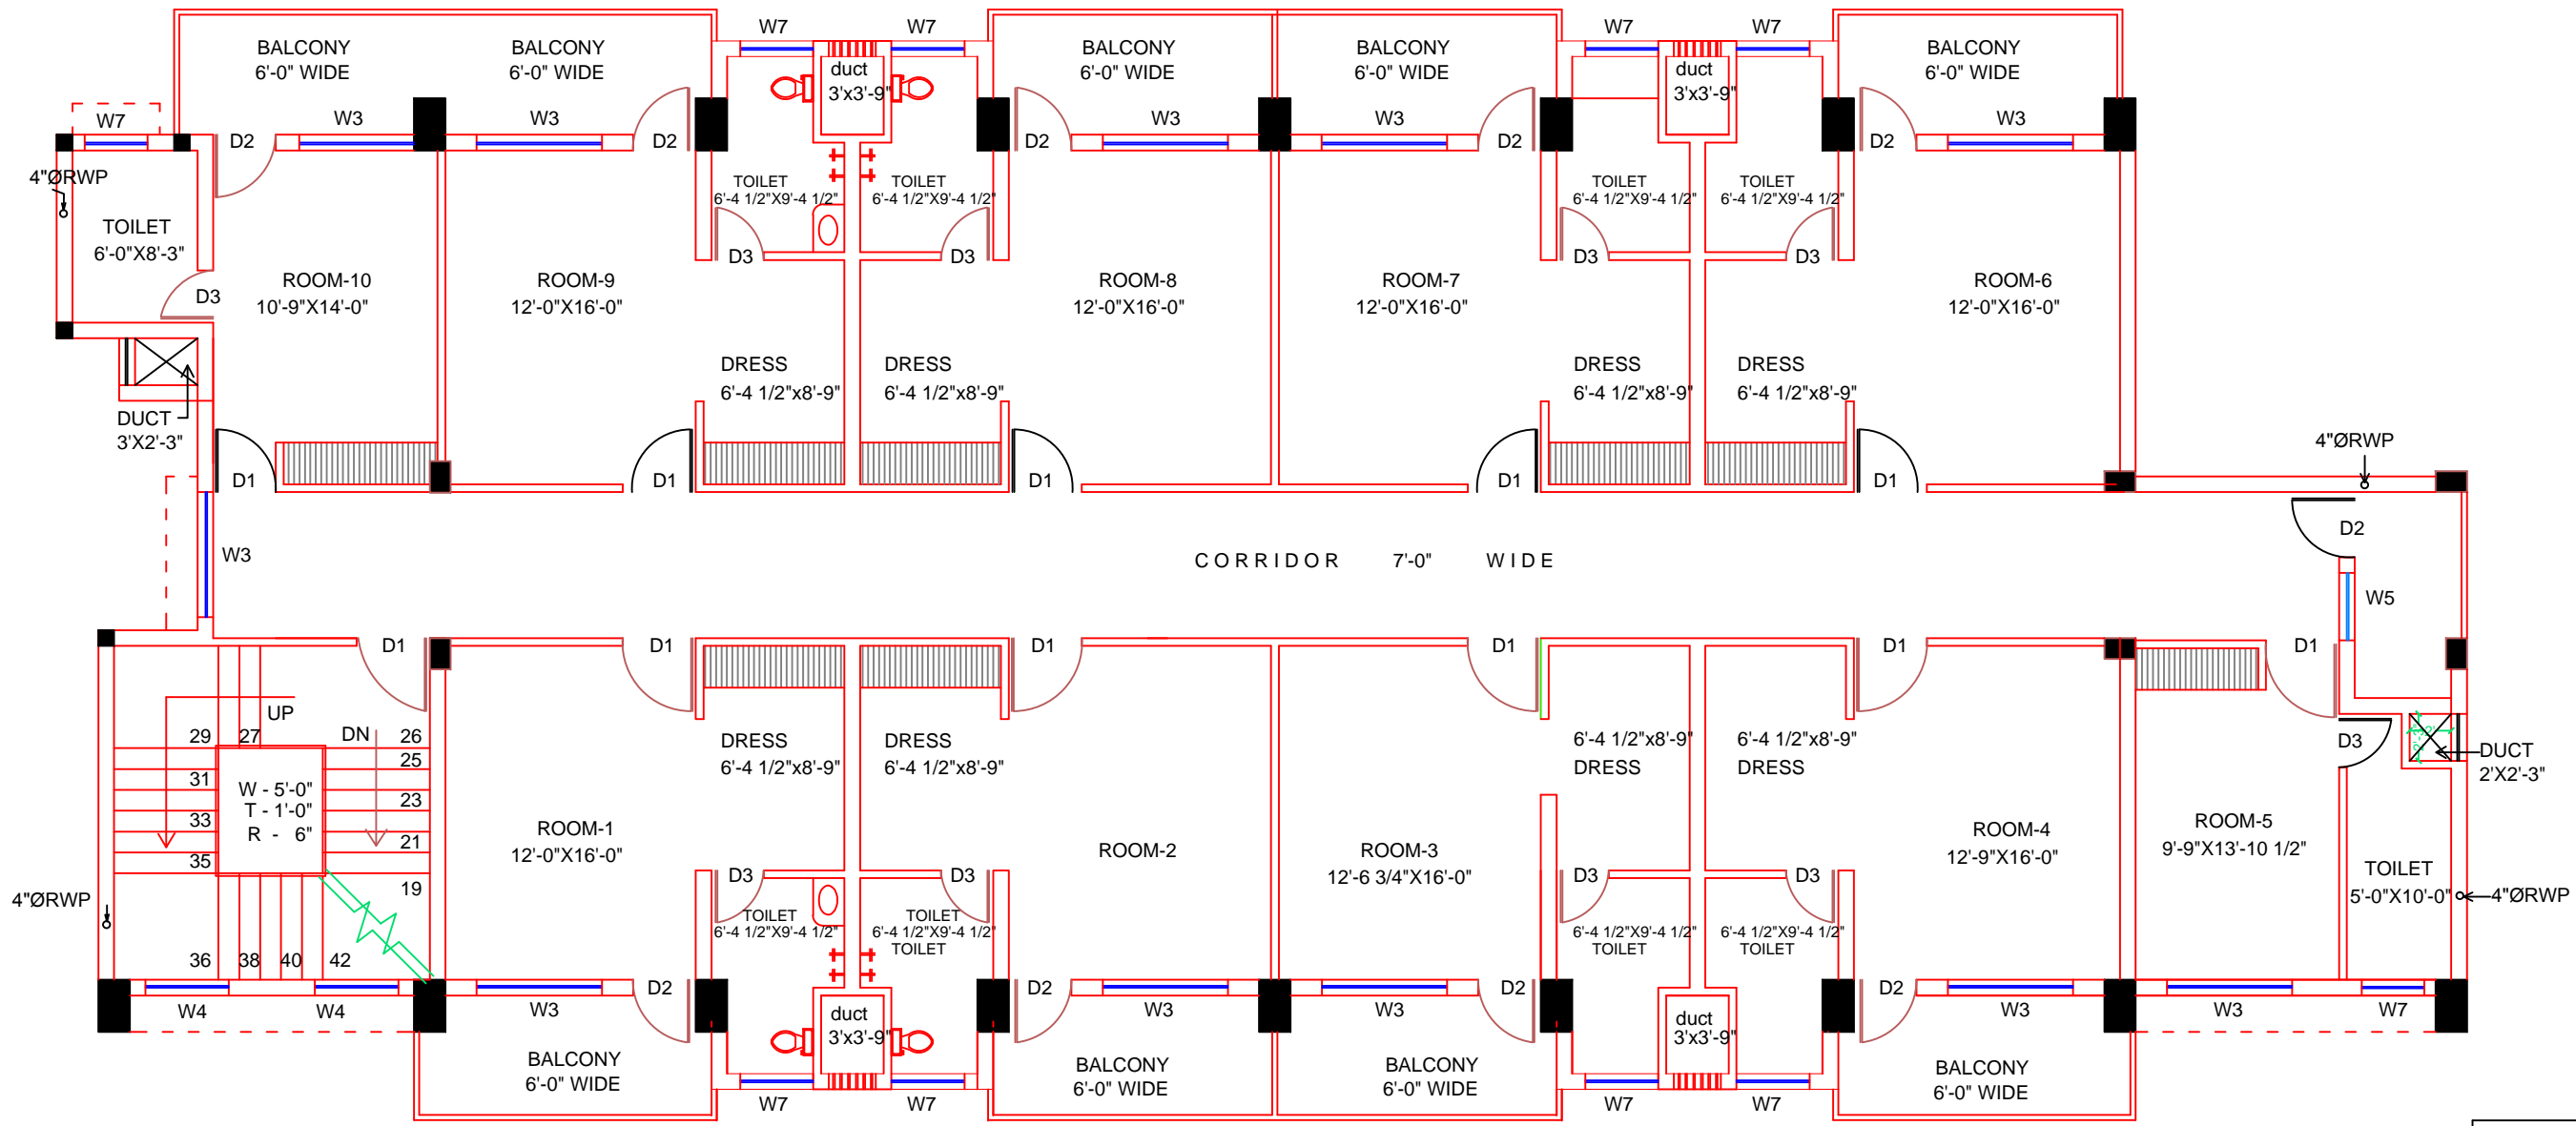 W7
W7
W7
W7
BALCONY
6'-0" WIDE
BALCONY
6'-0" WIDE
BALCONY
6'-0" WIDE
BALCONY
6'-0" WIDE
BALCONY
6'-0" WIDE
duct
3'x3'-9"
duct
3'x3'-9"
W7
W3
W3
W3
W3
W3
D2
D2
D2
D2
D2
4"ØRWP
TOILET
6'-4 1/2"X9'-4 1/2"
TOILET
6'-4 1/2"X9'-4 1/2"
TOILET
6'-4 1/2"X9'-4 1/2"
TOILET
6'-4 1/2"X9'-4 1/2"
TOILET
6'-0"X8'-3"
D3
D3
D3
D3
D3
ROOM-10
10'-9"X14'-0"
ROOM-9
12'-0"X16'-0"
ROOM-8
12'-0"X16'-0"
ROOM-7
12'-0"X16'-0"
ROOM-6
12'-0"X16'-0"
DRESS
6'-4 1/2"x8'-9"
DRESS
6'-4 1/2"x8'-9"
DRESS
6'-4 1/2"x8'-9"
DRESS
6'-4 1/2"x8'-9"
DUCT
3'X2'-3"
4"ØRWP
D1
D1
D1
D1
D1
D2
W3
CORRIDOR 7'-0" WIDE
W5
D1
D1
D1
D1
D1
D1
UP
29
27
DN
26
25
31
23
33
21
35
19
W - 5'-0"
T - 1'-0"
R - 6"
36
38
40
42
DRESS
6'-4 1/2"x8'-9"
DRESS
6'-4 1/2"x8'-9"
6'-4 1/2"x8'-9"
DRESS
6'-4 1/2"x8'-9"
DRESS
D3
DUCT
2'X2'-3"
ROOM-1
12'-0"X16'-0"
ROOM-2
ROOM-3
12'-6 3/4"X16'-0"
ROOM-4
12'-9"X16'-0"
ROOM-5
9'-9"X13'-10 1/2"
TOILET
5'-0"X10'-0"
4"ØRWP
4"ØRWP
D3
D3
D3
D3
TOILET
6'-4 1/2"X9'-4 1/2"
TOILET
6'-4 1/2"X9'-4 1/2"
TOILET
6'-4 1/2"X9'-4 1/2"
TOILET
6'-4 1/2"X9'-4 1/2"
TOILET
D2
D2
D2
D2
W4
W4
W3
W3
W3
W3
W3
W7
duct
3'x3'-9"
duct
3'x3'-9"
BALCONY
6'-0" WIDE
BALCONY
6'-0" WIDE
BALCONY
6'-0" WIDE
BALCONY
6'-0" WIDE
W7
W7
W7
W7